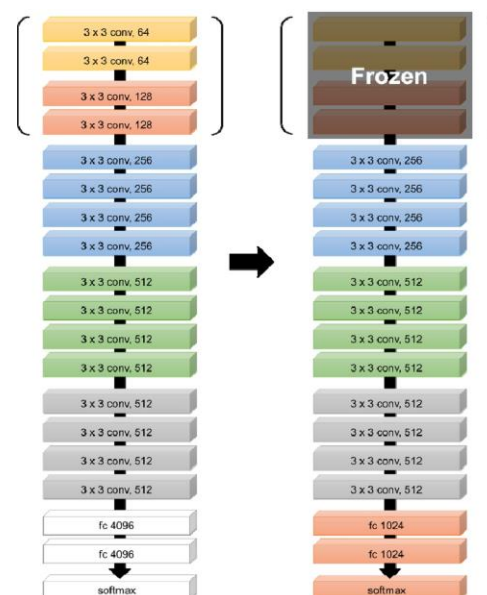 3 x 3 conv, 64
3 x 3 conv, 64
3 x 3 conv, 128
3 x 3 conv, 128
3 x 3 conv, 256
3 x 3 conv, 256
3 x 3 conv, 256
3 x 3 conv, 256
3 x 3 conv, 512
3 x 3 conv, 512
3 x 3 conv, 512
3 x 3 conv, 512
3 x 3 conv, 512
3 x 3 conv, 512
3 x 3 conv, 512
3 x 3 conv, 512
fc 4096
fc 4096
softmax
Frozen
3 x 3 conv, 256
3 x 3 conv, 256
3 x 3 conv, 256
3 x 3 conv, 256
3 x 3 conv, 512
3 x 3 conv, 512
3 x 3 conv, 512
3 x 3 conv, 512
3 x 3 conv, 512
3 x 3 conv, 512
3 x 3 conv, 512
3 x 3 conv, 512
fc 1024
fc 1024
softmax